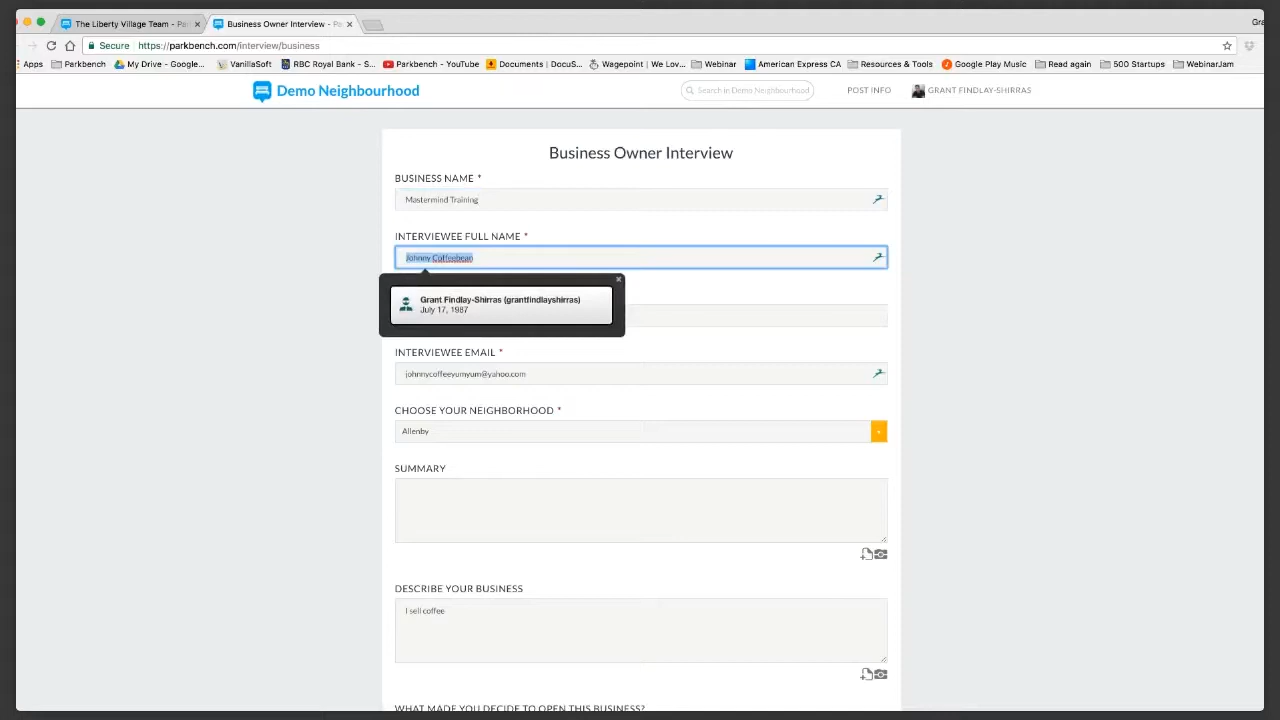 The Liberty Village Team - Par
Business Owner Interview - Pa
Gra
Secure
https://parkbench.com/interview/business
Apps
Parkbench
My Drive - Google...
VanillaSoft
RBC Royal Bank - S...
Parkbench - YouTube
Documents | DocuS...
Wagepoint | We Lov...
Webinar
American Express CA
Resources & Tools
Google Play Music
Read again
500 Startups
WebinarJam
Demo Neighbourhood
Search in Demo Neighbourhood
POST INFO
GRANT FINDLAY-SHIRRAS
Business Owner Interview
BUSINESS NAME *
Mastermind Training
INTERVIEWEE FULL NAME *
Johnny Coffeebean
Grant Findlay-Shirras (grantfindlayshirras)
July 17, 1987
INTERVIEWEE EMAIL *
johnnycoffeeyumyum@yahoo.com
CHOOSE YOUR NEIGHBORHOOD *
Allenby
SUMMARY
DESCRIBE YOUR BUSINESS
I sell coffee
WHAT MADE YOU DECIDE TO OPEN THIS BUSINESS?